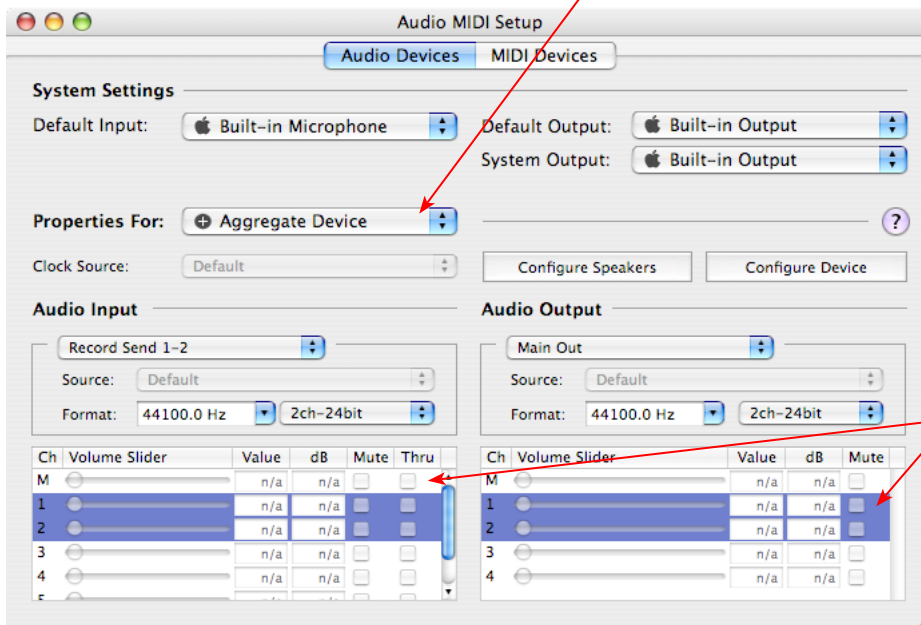 Audio MIDI Setup
Audio Devices MIDI Devices
System Settings
Default Input: Built-in Microphone
Default Output: Built-in Output
System Output: Built-in Output
Properties For: Aggregate Device ?
Clock Source: Default
Configure Speakers Configure Device
Audio Input
Record Send 1-2
Source: Default
Format: 44100.0 Hz 2ch-24bit
Ch Volume Slider Value dB Mute Thru
M n/a n/a
1 n/a n/a
2 n/a n/a
3 n/a n/a
4 n/a n/a
Audio Output
Main Out
Source: Default
Format: 44100.0 Hz 2ch-24bit
Ch Volume Slider Value dB Mute
M n/a n/a
1 n/a n/a
2 n/a n/a
3 n/a n/a
4 n/a n/a